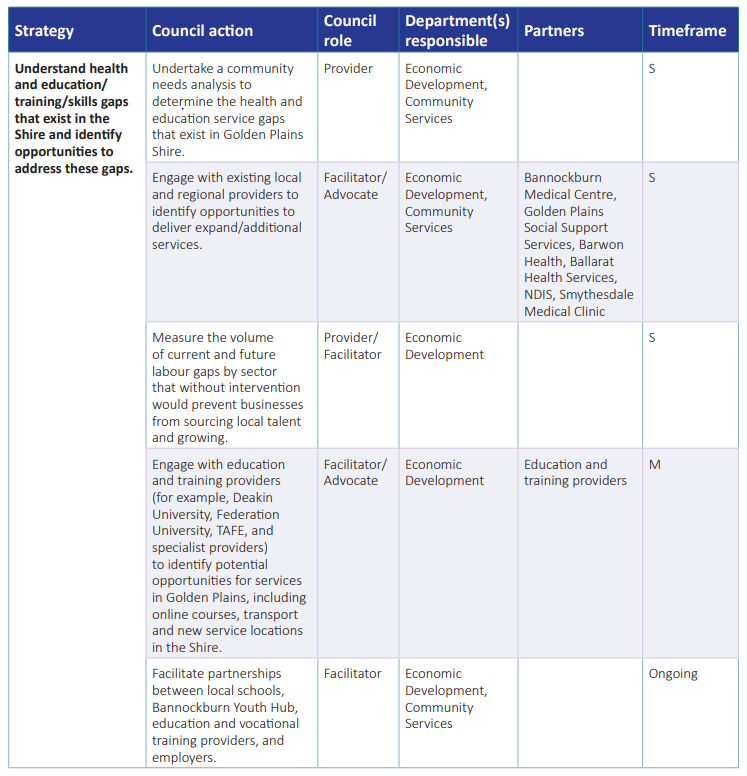 Strategy
Council action
Council
role
Department(s)
responsible
Partners
Timeframe
Understand health
and education/
training/skills gaps
that exist in the
Shire and identify
opportunities to
address these gaps.
Undertake a community
needs analysis to
determine the health and
education service gaps
that exist in Golden Plains
Shire.
Provider
Economic
Development,
Community
Services
S
Engage with existing local
and regional providers to
identify opportunities to
deliver expand/additional
services.
Facilitator/
Advocate
Economic
Development,
Community
Services
Bannockburn
Medical Centre,
Golden Plains
Social Support
Services, Barwon
Health, Ballarat
Health Services,
NDIS, Smythesdale
Medical Clinic
S
Measure the volume
of current and future
labour gaps by sector
that without intervention
would prevent businesses
from sourcing local talent
and growing.
Provider/
Facilitator
Economic
Development
S
Engage with education
and training providers
(for example, Deakin
University, Federation
University, TAFE, and
specialist providers)
to identify potential
opportunities for services
in Golden Plains, including
online courses, transport
and new service locations
in the Shire.
Facilitator/
Advocate
Economic
Development
Education and
training providers
M
Facilitate partnerships
between local schools,
Bannockburn Youth Hub,
education and vocational
training providers, and
employers.
Facilitator
Economic
Development,
Community
Services
Ongoing